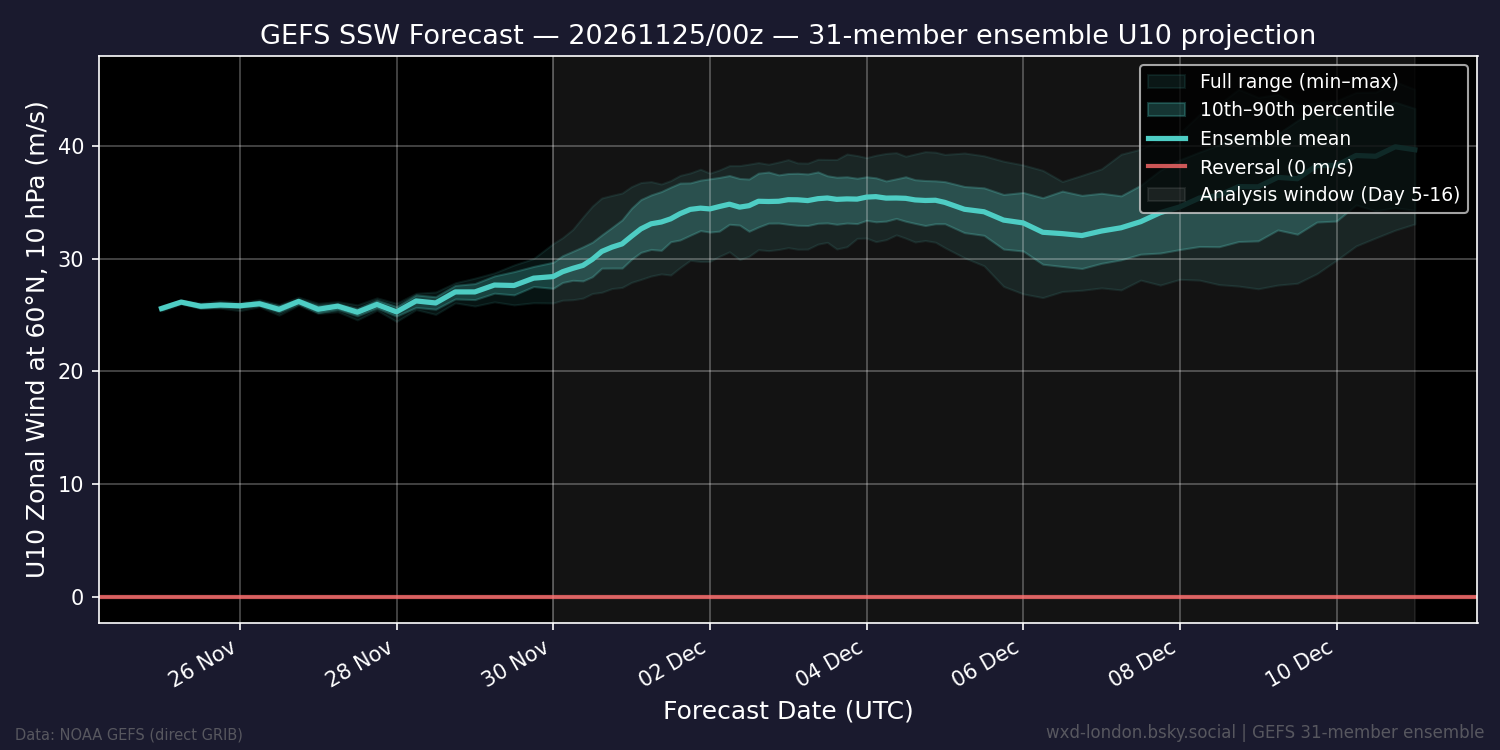 GEFS SSW Forecast — 20261125/00z — 31-member ensemble U10 projection
U10 Zonal Wind at 60°N, 10 hPa (m/s)
40
30
20
10
0
Full range (min–max)
10th–90th percentile
Ensemble mean
Reversal (0 m/s)
Analysis window (Day 5-16)
26 Nov
28 Nov
30 Nov
02 Dec
04 Dec
06 Dec
08 Dec
10 Dec
Forecast Date (UTC)
Data: NOAA GEFS (direct GRIB)
wxd-london.bsky.social | GEFS 31-member ensemble